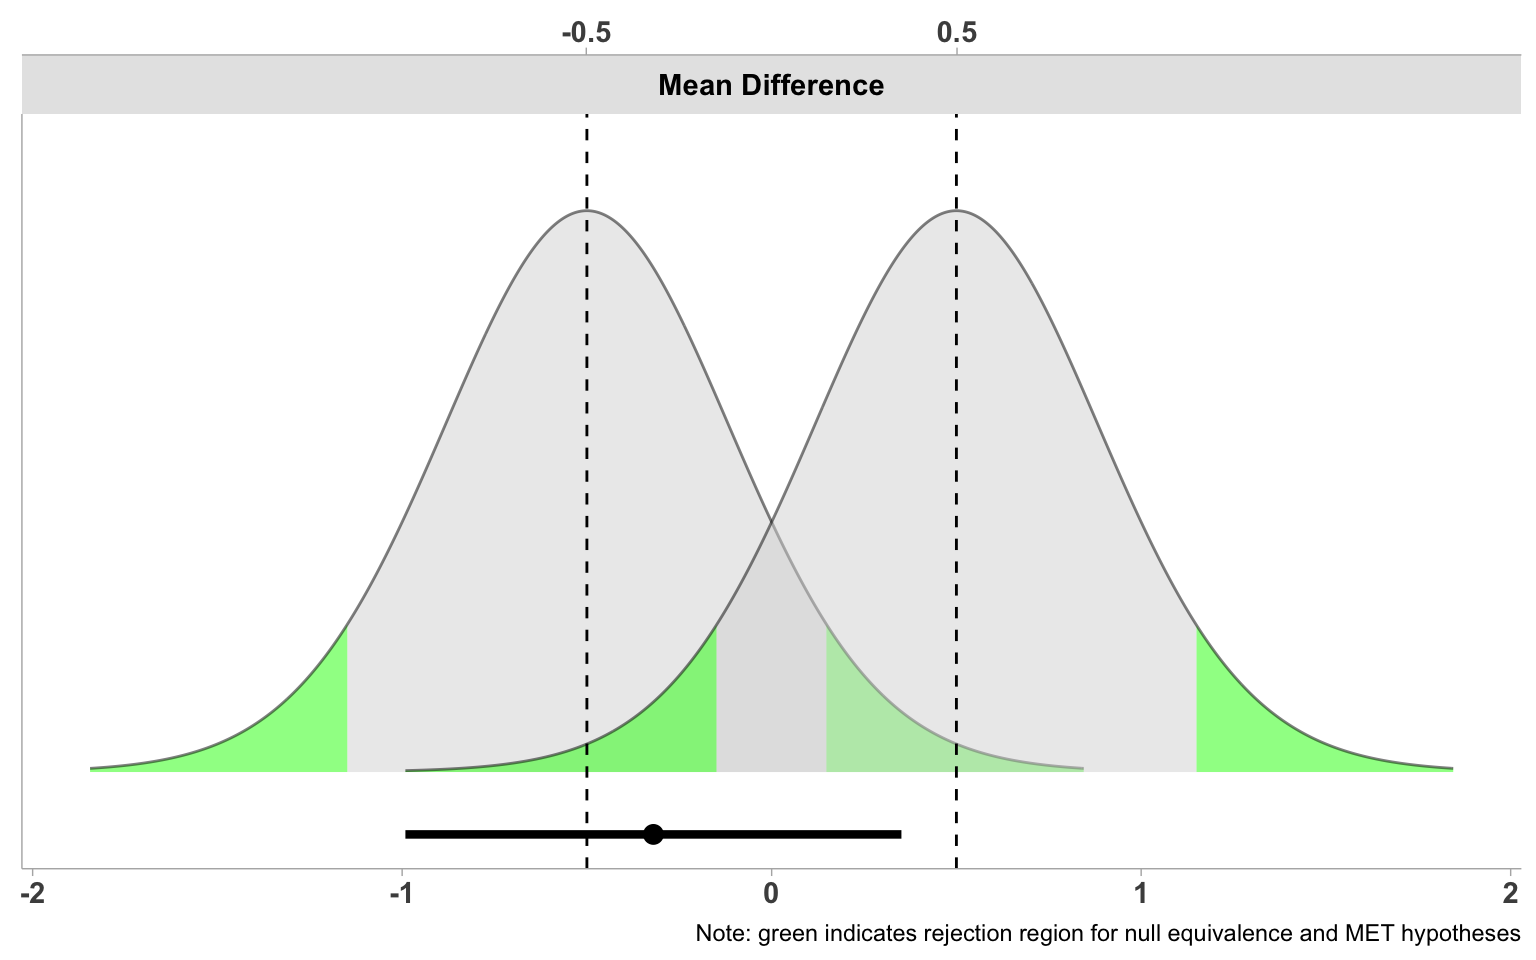 -0.5 0.5
Mean Difference
-2 -1 0 1 2
Note: green indicates rejection region for null equivalence and MET hypotheses